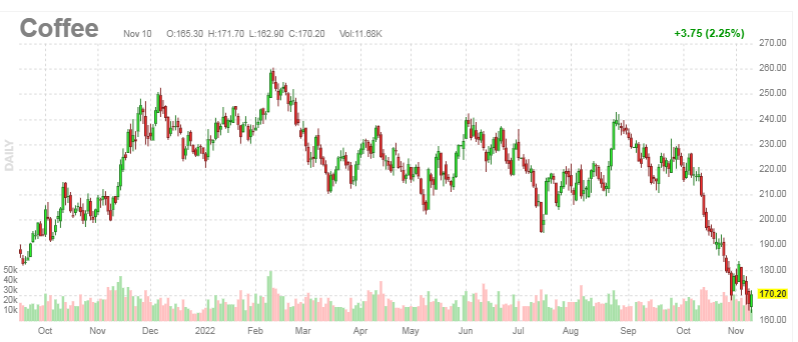 Coffee Nov 10 O:165.30 H:171.70 L:162.90 C:170.20 Vol:11.68K +3.75 (2.25%)
270.00
260.00
250.00
240.00
230.00
220.00
210.00
200.00
190.00
180.00
170.20
160.00
DAILY
50k
40k
30k
20k
10k
Oct Nov Dec 2022 Feb Mar Apr May Jun Jul Aug Sep Oct Nov